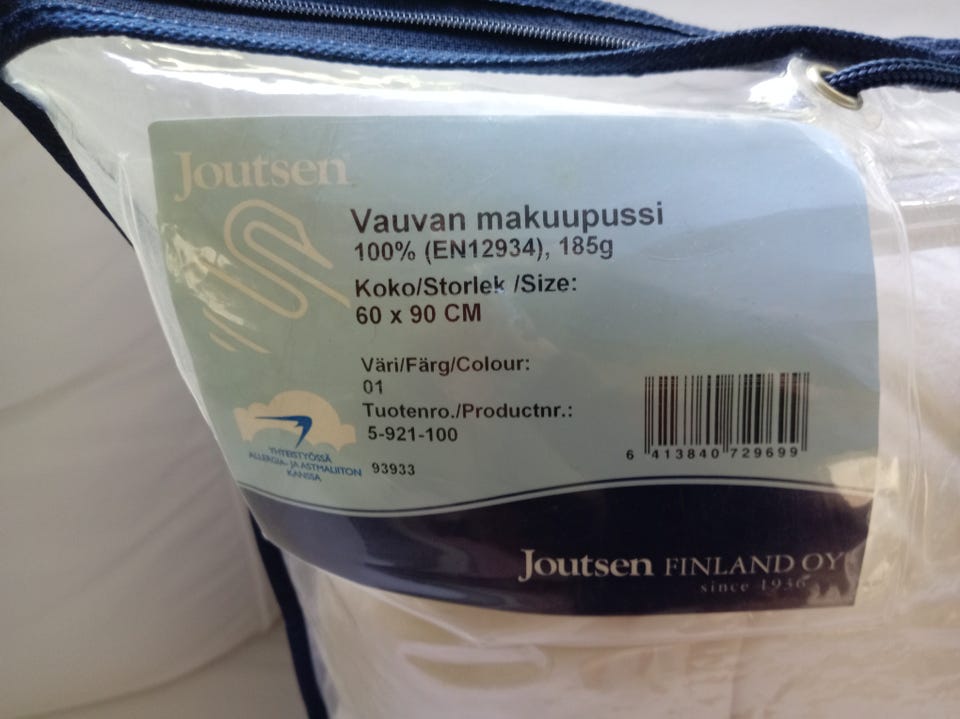 Joutsen
Vauvan makuupussi
100% (EN12934), 185g
Koko/Storlek /Size:
60 x 90 CM
Väri/Färg/Colour:
01
Tuotenro./Productnr.:
5-921-100
YHTEISTYÖSSÄ
ALLERGIA- JA ASTMALIITON
KANSSA
93933
6 413840 729699
Joutsen FINLAND OY
since 1936